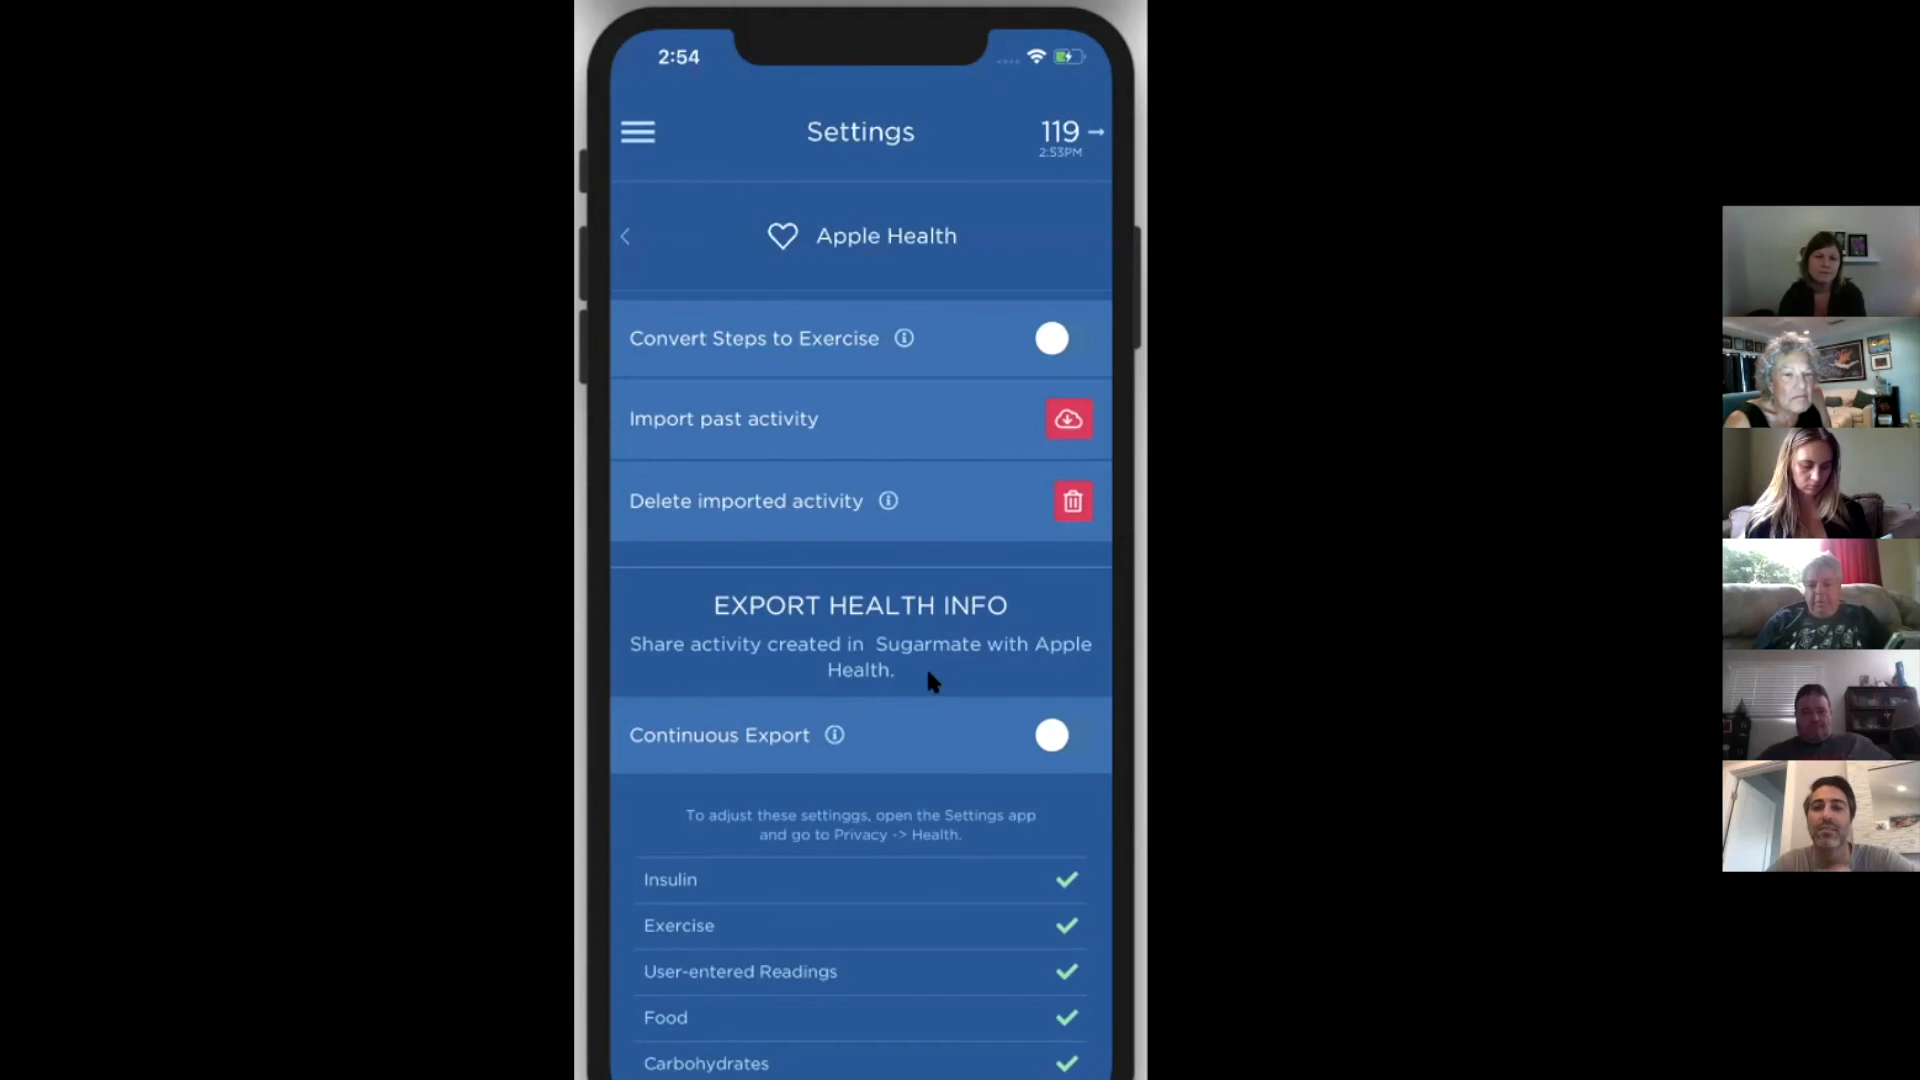 2:54
Settings
119
2:53PM
Apple Health
Convert Steps to Exercise
Import past activity
Delete imported activity
EXPORT HEALTH INFO
Share activity created in Sugarmate with Apple
Health.
Continuous Export
To adjust these settinggs, open the Settings app
and go to Privacy -> Health.
Insulin
Exercise
User-entered Readings
Food
Carbohydrates